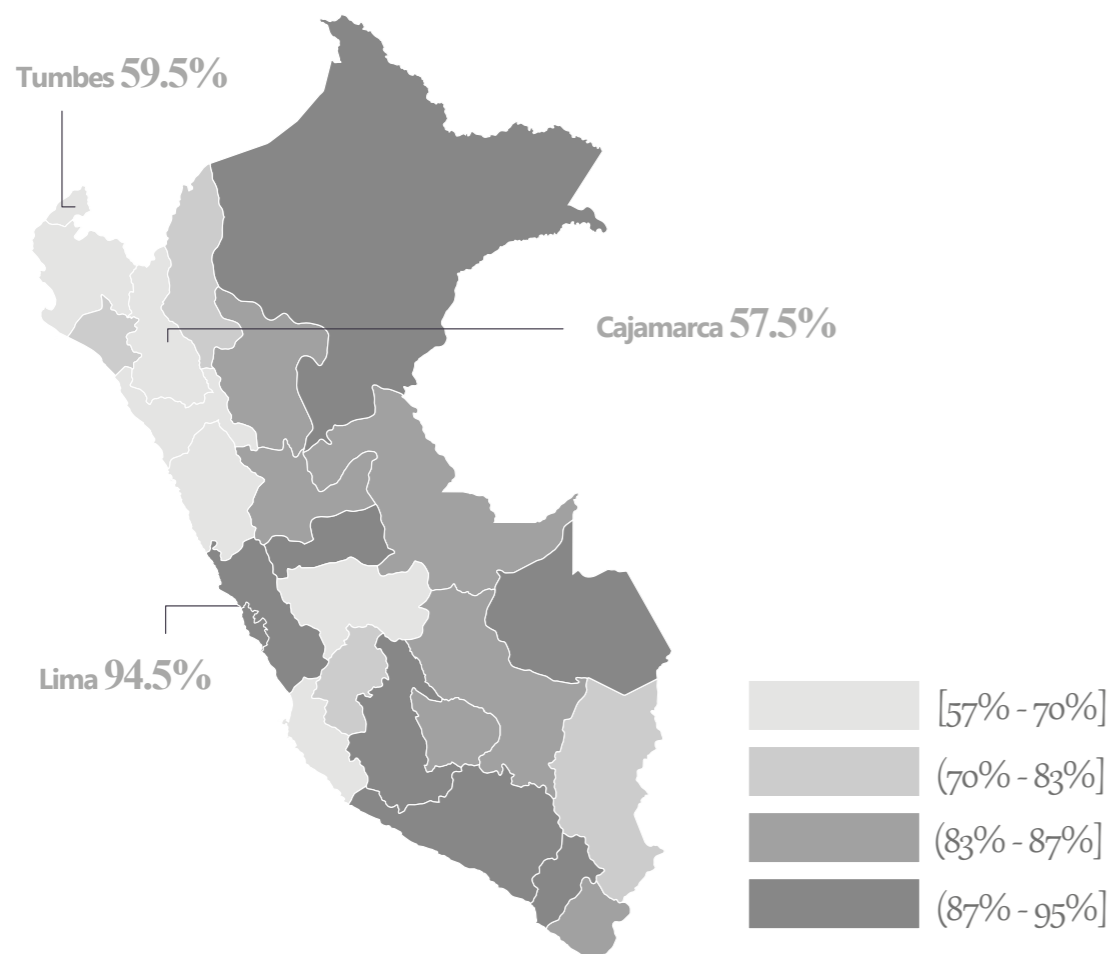 Tumbes 59.5%
Cajamarca 57.5%
Lima 94.5%
[57% - 70%]
(70% - 83%]
(83% - 87%]
(87% - 95%]